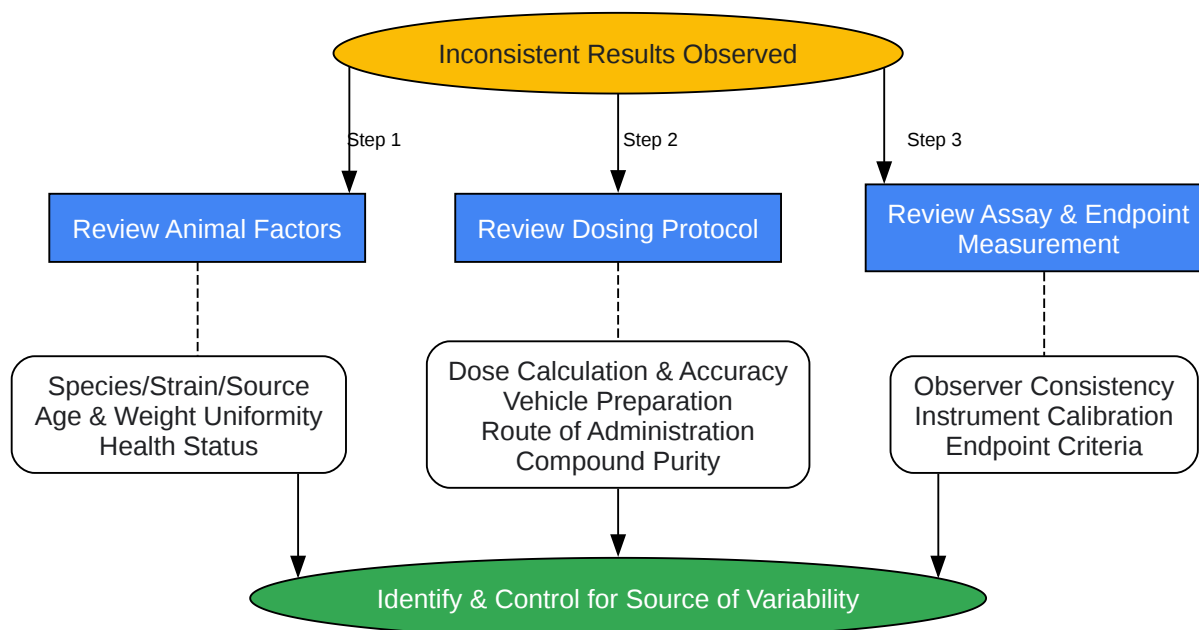 Inconsistent Results Observed
Step 1
Step 2
Step 3
Review Animal Factors
Review Dosing Protocol
Review Assay & Endpoint
Measurement
Species/Strain/Source
Age & Weight Uniformity
Health Status
Dose Calculation & Accuracy
Vehicle Preparation
Route of Administration
Compound Purity
Observer Consistency
Instrument Calibration
Endpoint Criteria
Identify & Control for Source of Variability